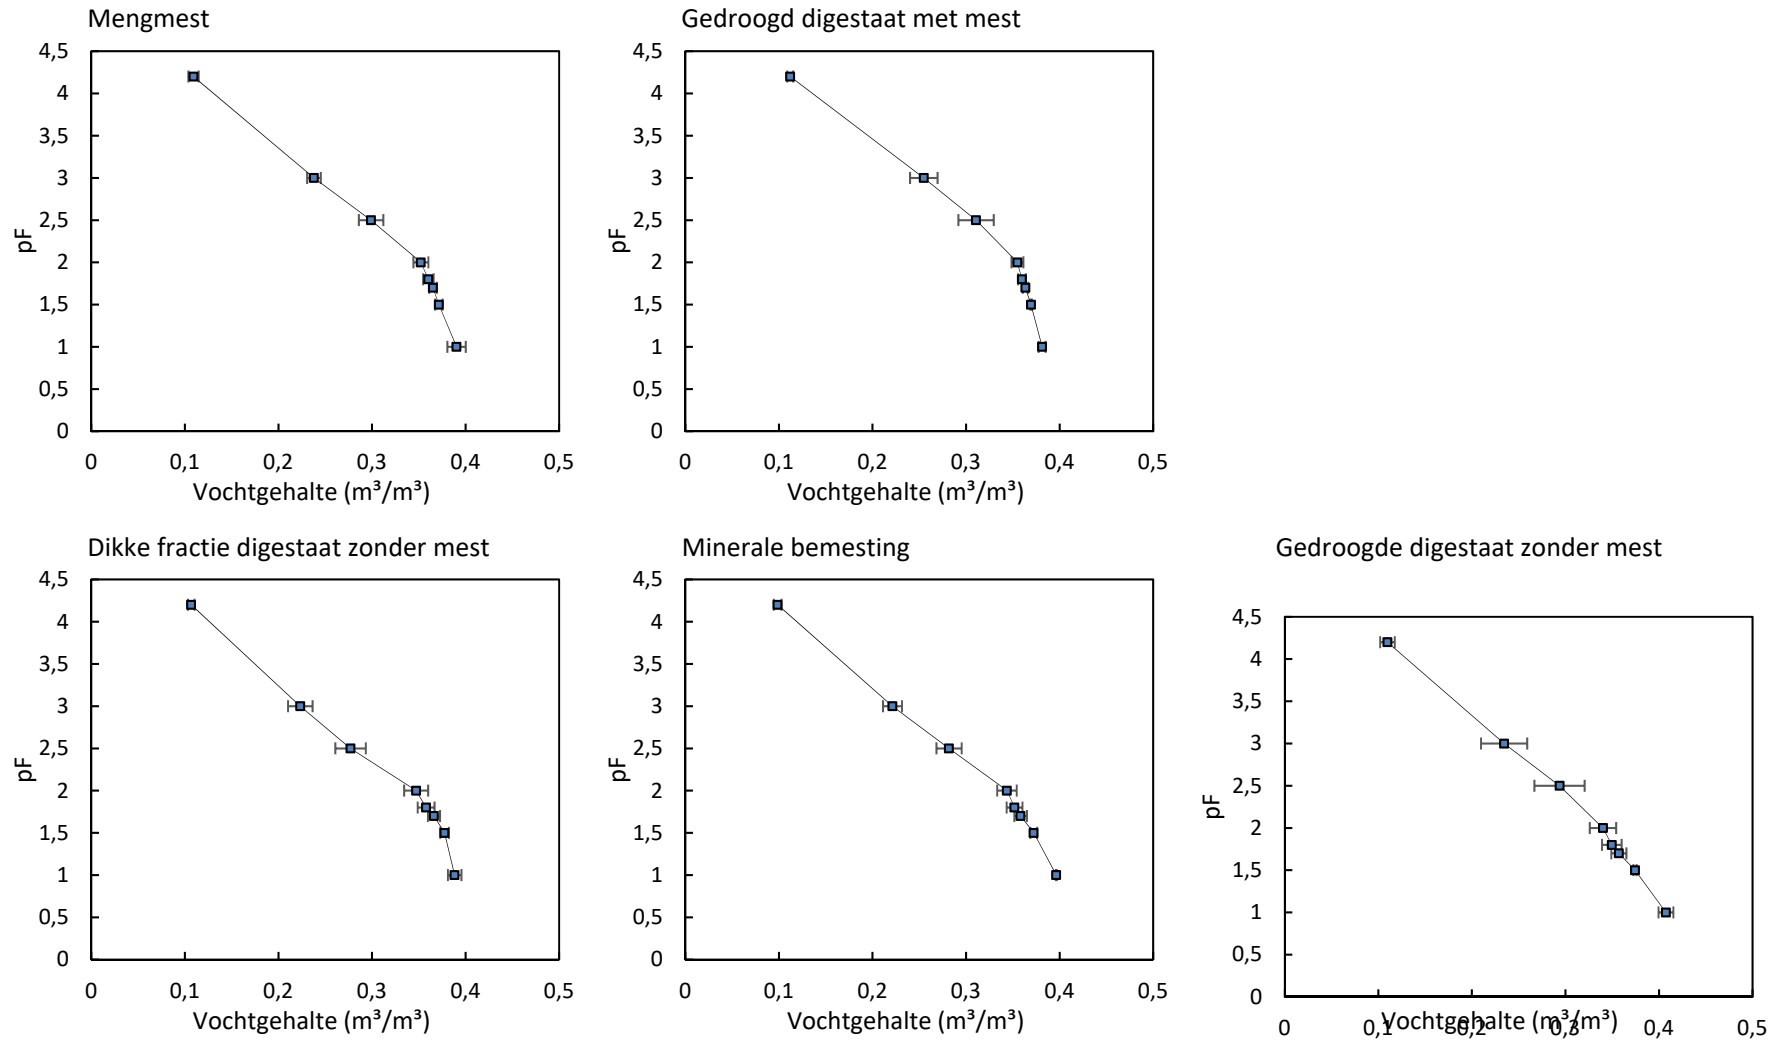 Mengmest
4,5
4
3,5
3
2,5
2
1,5
1
0,5
0
pF
0 0,1 0,2 0,3 0,4 0,5
Vochtgehalte (m³/m³)
Gedroogd digestaat met mest
4,5
4
3,5
3
2,5
2
1,5
1
0,5
0
pF
0 0,1 0,2 0,3 0,4 0,5
Vochtgehalte (m³/m³)
Dikke fractie digestaat zonder mest
4,5
4
3,5
3
2,5
2
1,5
1
0,5
0
pF
0 0,1 0,2 0,3 0,4 0,5
Vochtgehalte (m³/m³)
Minerale bemesting
4,5
4
3,5
3
2,5
2
1,5
1
0,5
0
pF
0 0,1 0,2 0,3 0,4 0,5
Vochtgehalte (m³/m³)
Gedroogde digestaat zonder mest
4,5
4
3,5
3
2,5
2
1,5
1
0,5
0
pF
0 0,1 0,2 0,3 0,4 0,5
Vochtgehalte (m³/m³)